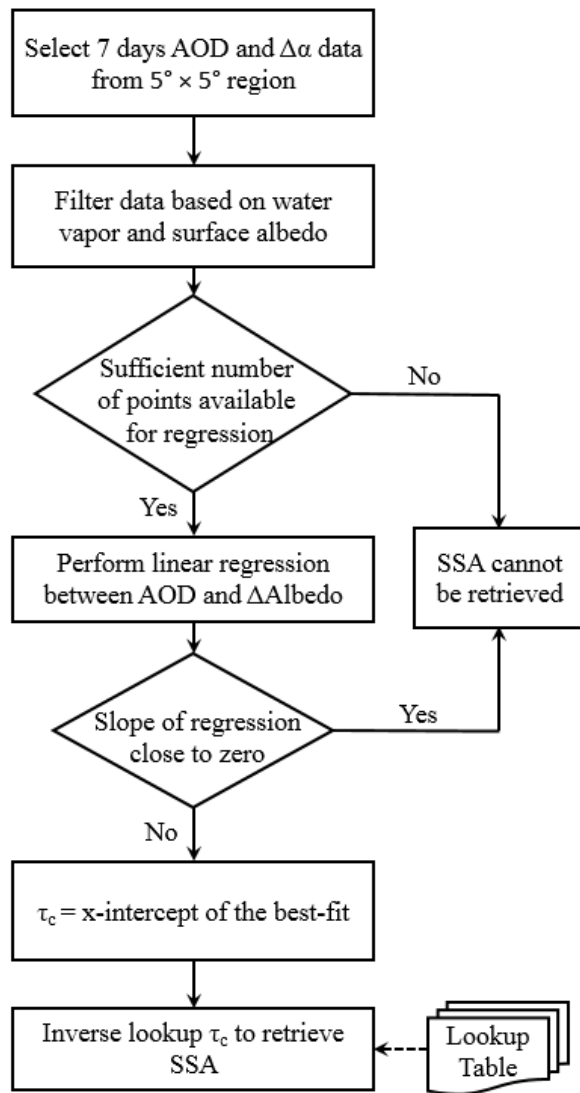 Select 7 days AOD and Δα data
from 5° × 5° region
Filter data based on water
vapor and surface albedo
Sufficient number
of points available
for regression
No
Yes
Perform linear regression
between AOD and ΔAlbedo
SSA cannot
be retrieved
Slope of regression
close to zero
Yes
No
τc = x-intercept of the best-fit
Inverse lookup τc to retrieve
SSA
Lookup
Table